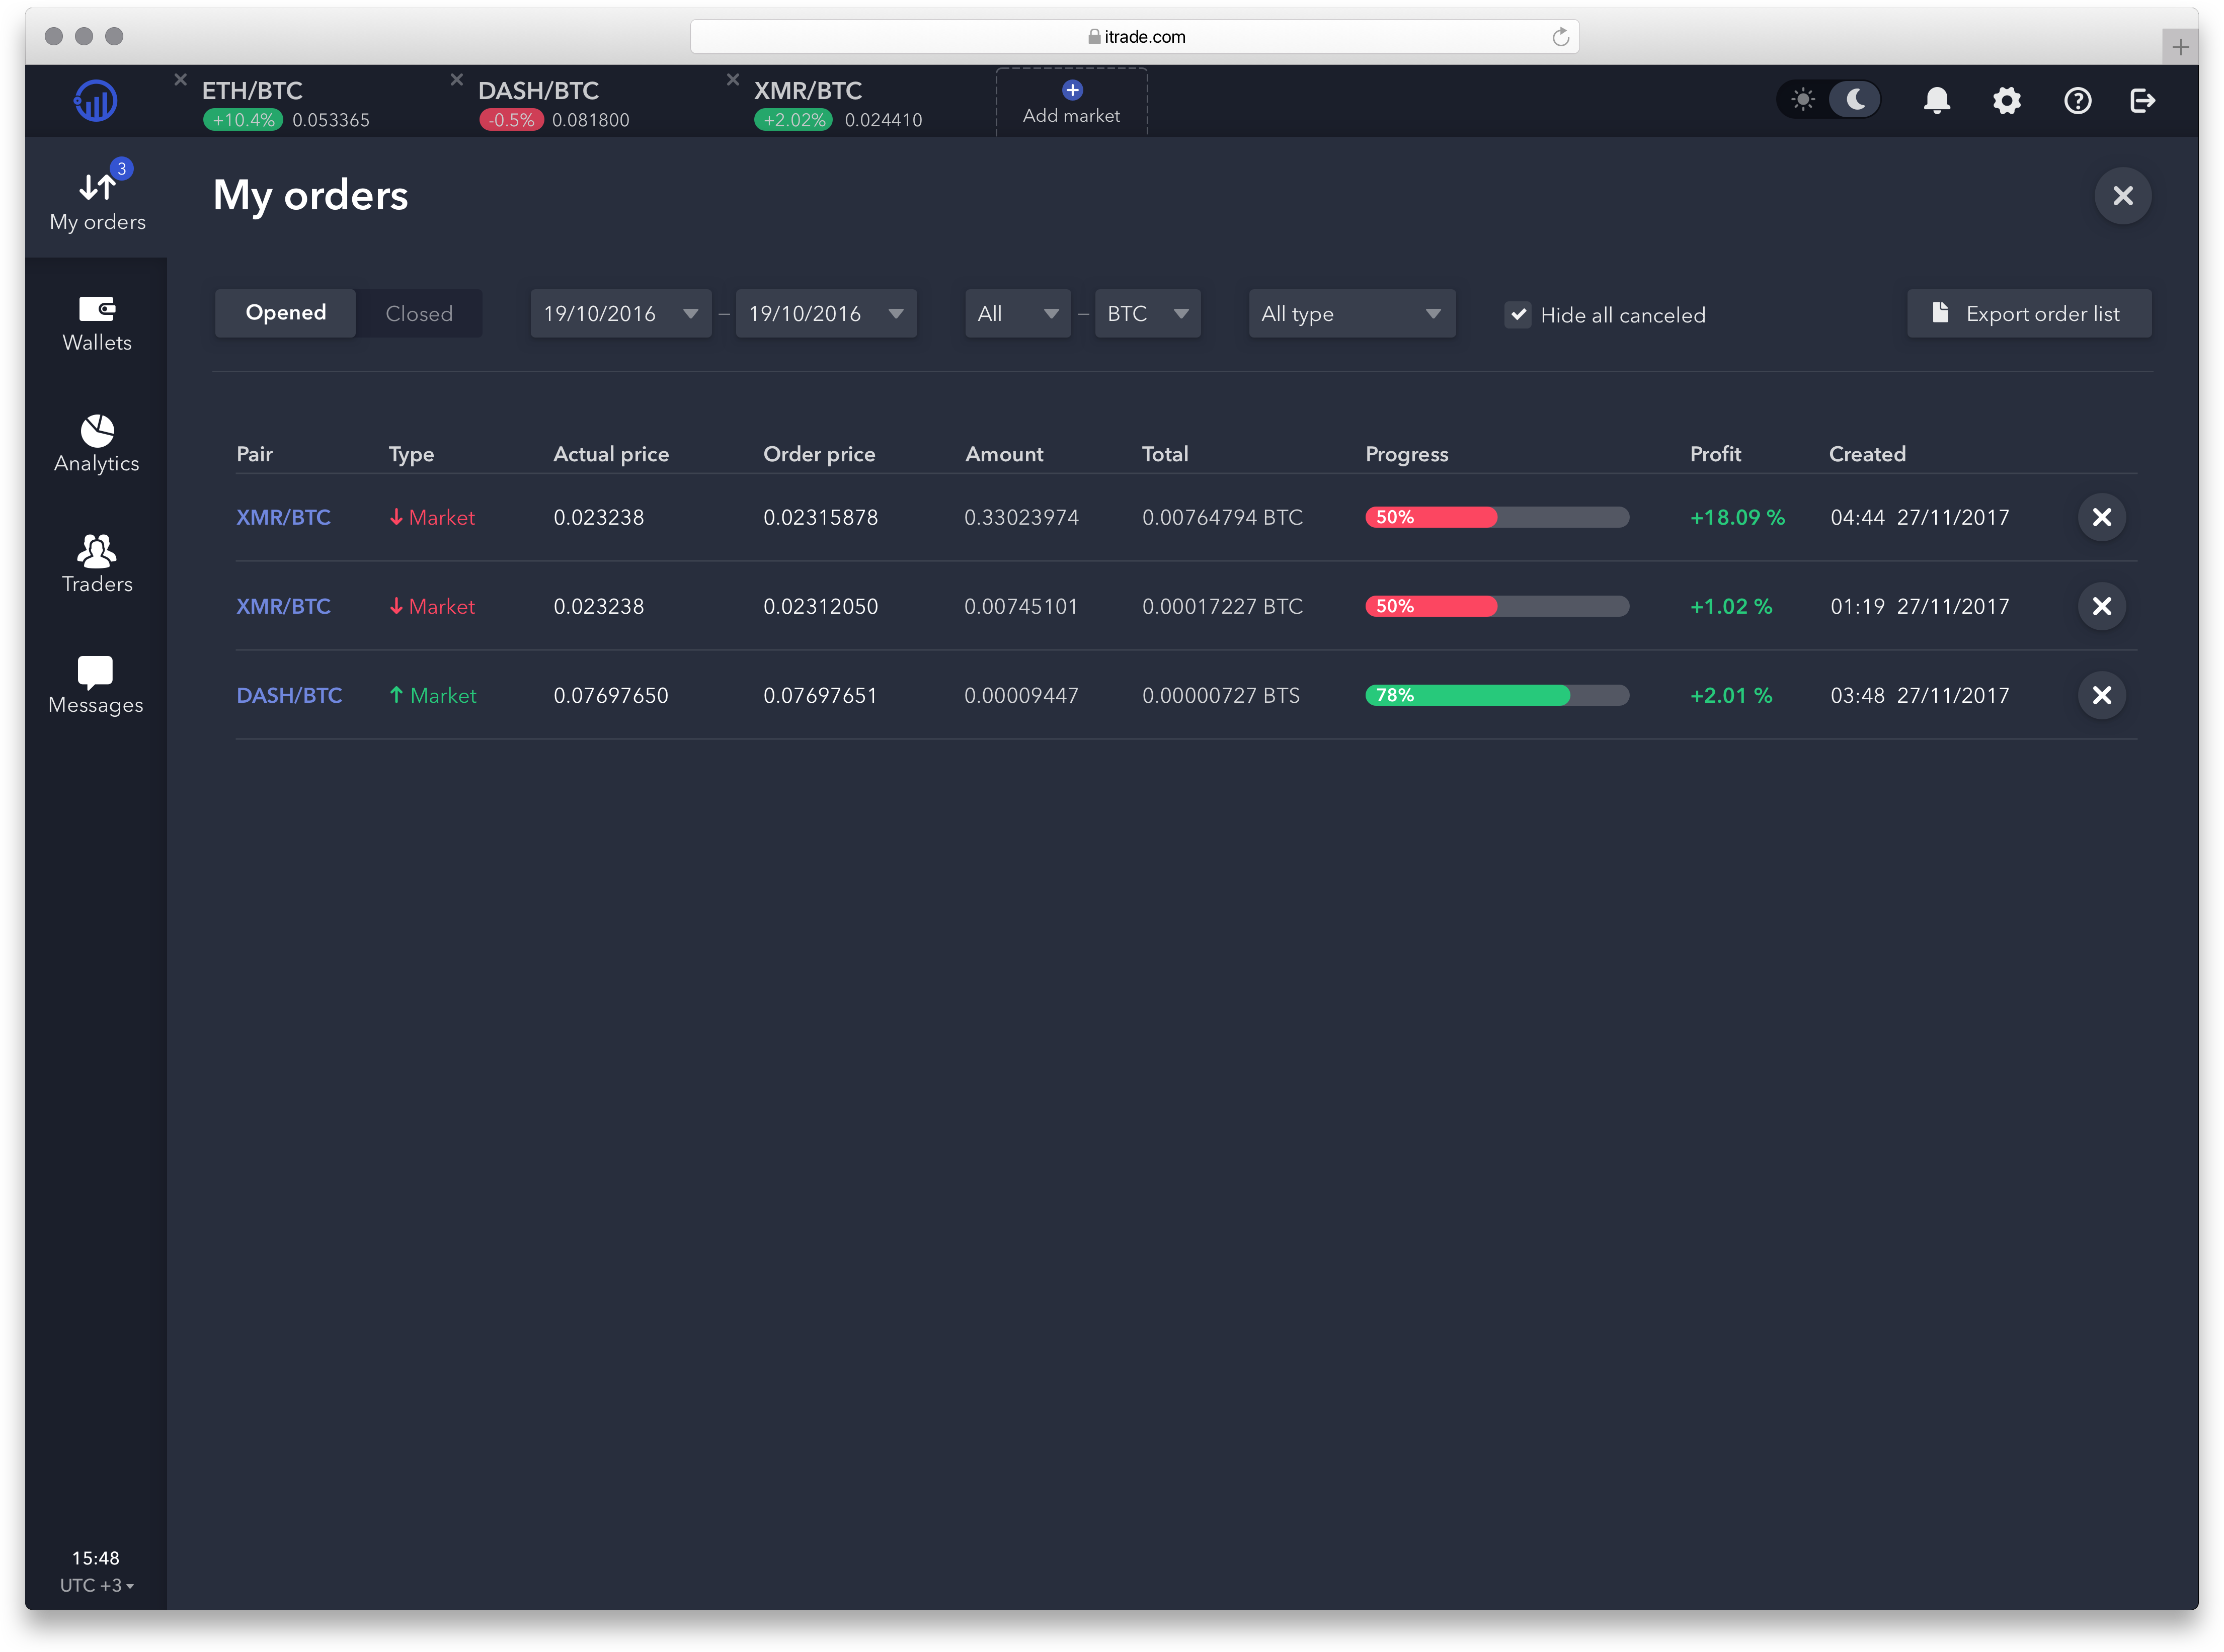 itrade.com
ETH/BTC
+10.4% 0.053365
DASH/BTC
-0.5% 0.081800
XMR/BTC
+2.02% 0.024410
Add market
3
My orders
Wallets
Analytics
Traders
Messages
15:48
UTC +3
My orders
Opened Closed 19/10/2016 – 19/10/2016 All – BTC All type Hide all canceled Export order list
Pair Type Actual price Order price Amount Total Progress Profit Created
XMR/BTC Market 0.023238 0.02315878 0.33023974 0.00764794 BTC 50% +18.09 % 04:44 27/11/2017
XMR/BTC Market 0.023238 0.02312050 0.00745101 0.00017227 BTC 50% +1.02 % 01:19 27/11/2017
DASH/BTC Market 0.07697650 0.07697651 0.00009447 0.00000727 BTS 78% +2.01 % 03:48 27/11/2017